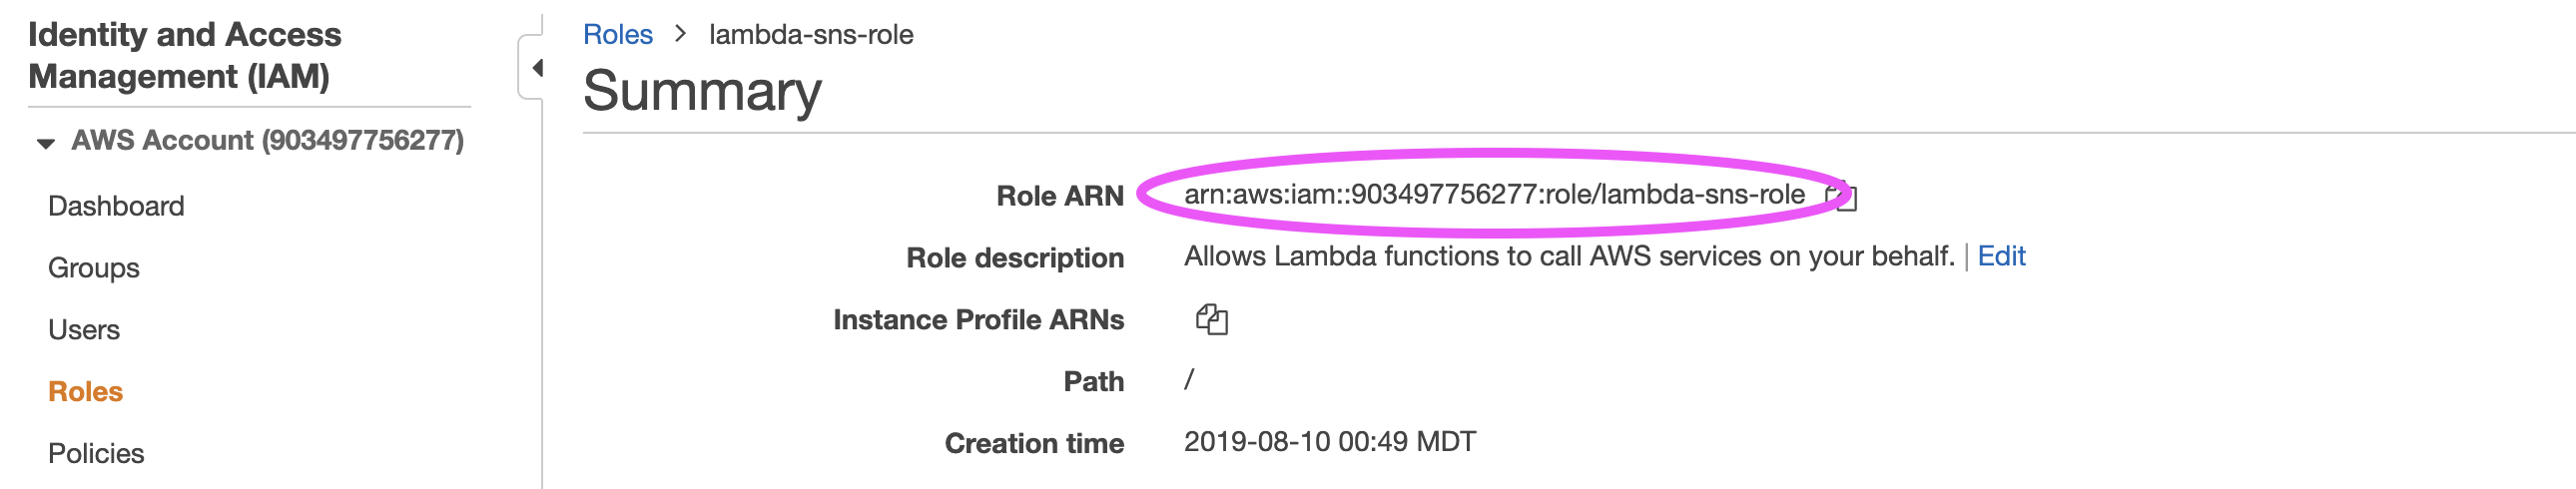 Identity and Access
Management (IAM)
AWS Account (903497756277)
Dashboard
Groups
Users
Roles
Policies
Roles > lambda-sns-role
Summary
Role ARN arn:aws:iam::903497756277:role/lambda-sns-role
Role description Allows Lambda functions to call AWS services on your behalf. | Edit
Instance Profile ARNs
Path /
Creation time 2019-08-10 00:49 MDT